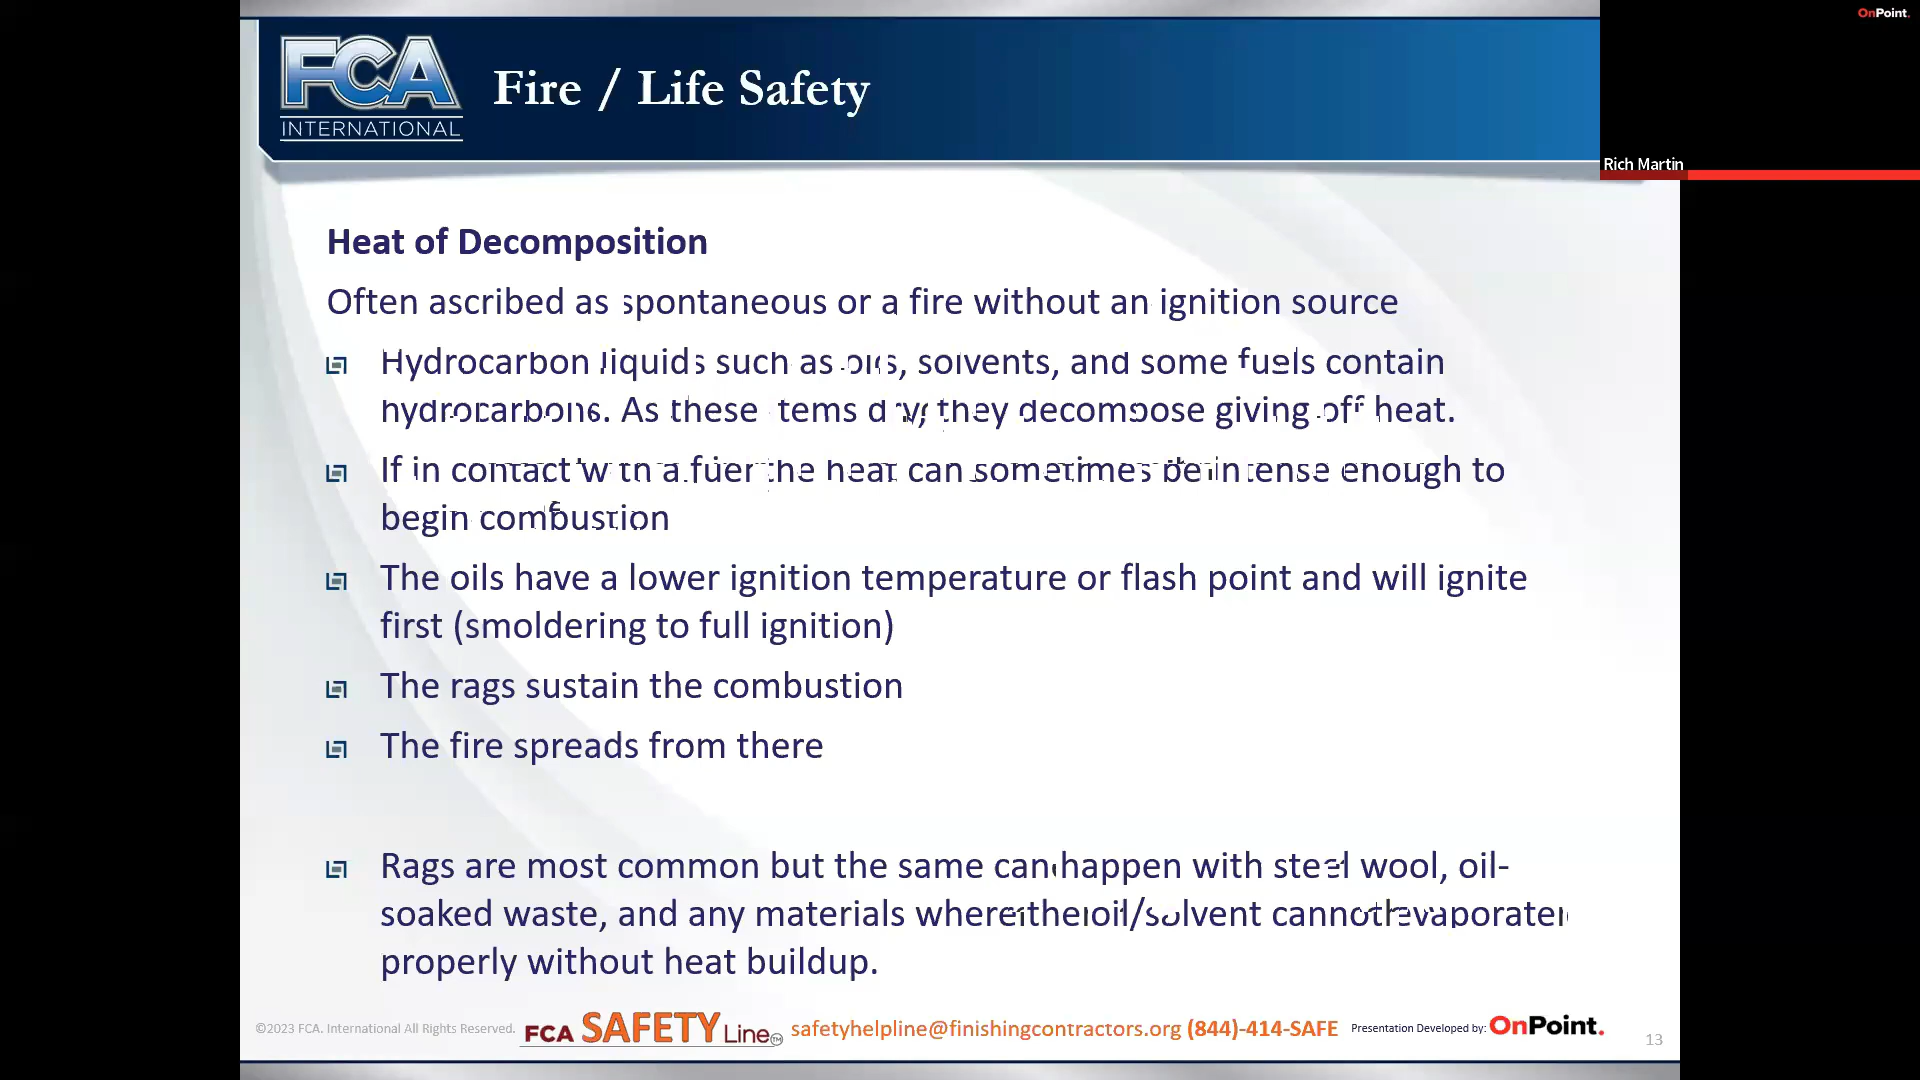 OnPoint.
FCA
INTERNATIONAL
Fire / Life Safety
Rich Martin
Heat of Decomposition
Often ascribed as spontaneous or a fire without an ignition source
Hydrocarbon liquids such as oils, solvents, and some fuels contain
hydrocarbons. As these items dry, they decompose giving off heat.
If in contact with a fuel the heat can sometimes be intense enough to
begin combustion
The oils have a lower ignition temperature or flash point and will ignite
first (smoldering to full ignition)
The rags sustain the combustion
The fire spreads from there
Rags are most common but the same can happen with steel wool, oil-
soaked waste, and any materials where the oil/solvent cannot evaporate
properly without heat buildup.
©2023 FCA. International All Rights Reserved. FCA SAFETY Line TM safetyhelpline@finishingcontractors.org (844)-414-SAFE Presentation Developed by: OnPoint.
13